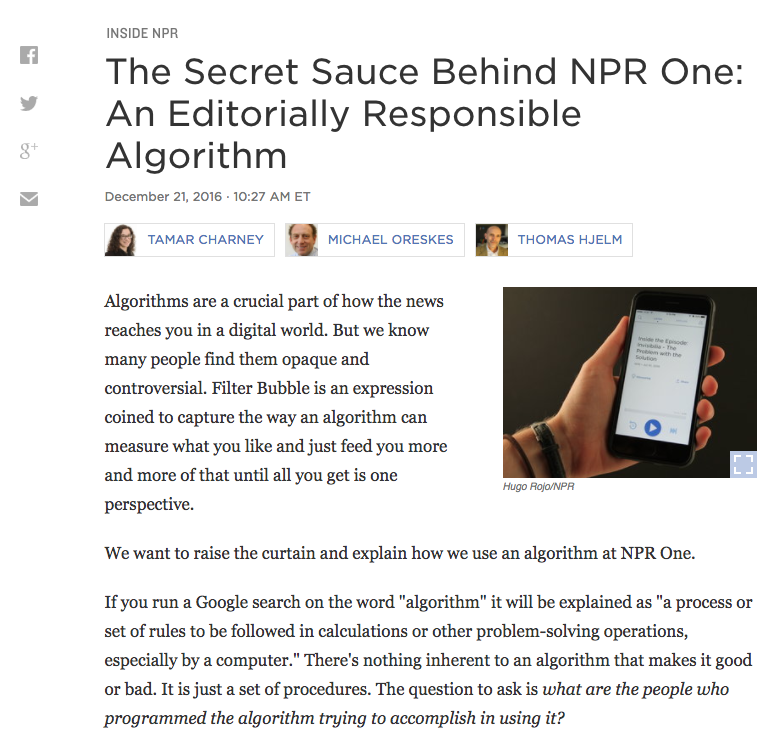 INSIDE NPR
The Secret Sauce Behind NPR One:
An Editorially Responsible
Algorithm
December 21, 2016 · 10:27 AM ET
TAMAR CHARNEY
MICHAEL ORESKES
THOMAS HJELM
Algorithms are a crucial part of how the news
reaches you in a digital world. But we know
many people find them opaque and
controversial. Filter Bubble is an expression
coined to capture the way an algorithm can
measure what you like and just feed you more
and more of that until all you get is one
perspective.
Inside the Episode:
Invisibilia - The
Problem with the
Solution
Hugo Rojo/NPR
We want to raise the curtain and explain how we use an algorithm at NPR One.
If you run a Google search on the word "algorithm" it will be explained as "a process or
set of rules to be followed in calculations or other problem-solving operations,
especially by a computer." There's nothing inherent to an algorithm that makes it good
or bad. It is just a set of procedures. The question to ask is what are the people who
programmed the algorithm trying to accomplish in using it?